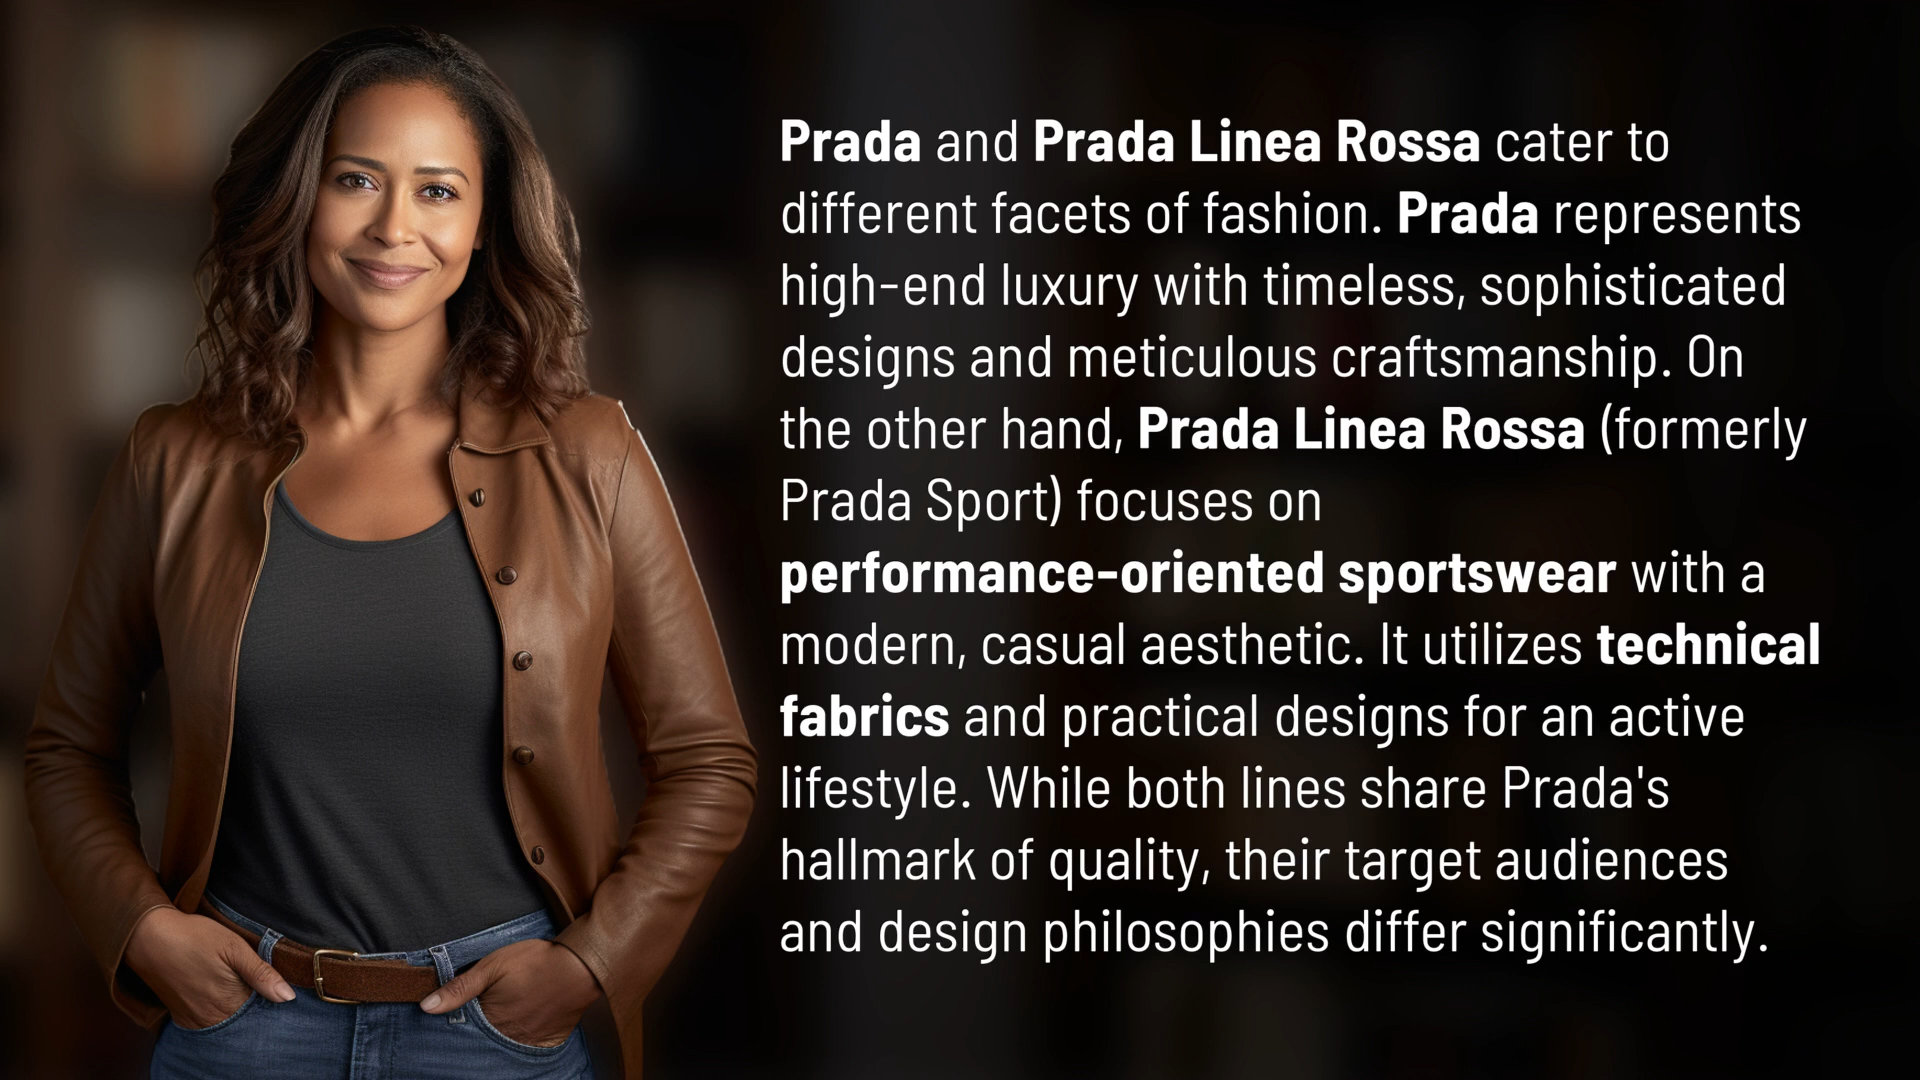 Prada and Prada Linea Rossa cater to
different facets of fashion. Prada represents
high-end luxury with timeless, sophisticated
designs and meticulous craftsmanship. On
the other hand, Prada Linea Rossa (formerly
Prada Sport) focuses on
performance-oriented sportswear with a
modern, casual aesthetic. It utilizes technical
fabrics and practical designs for an active
lifestyle. While both lines share Prada's
hallmark of quality, their target audiences
and design philosophies differ significantly.